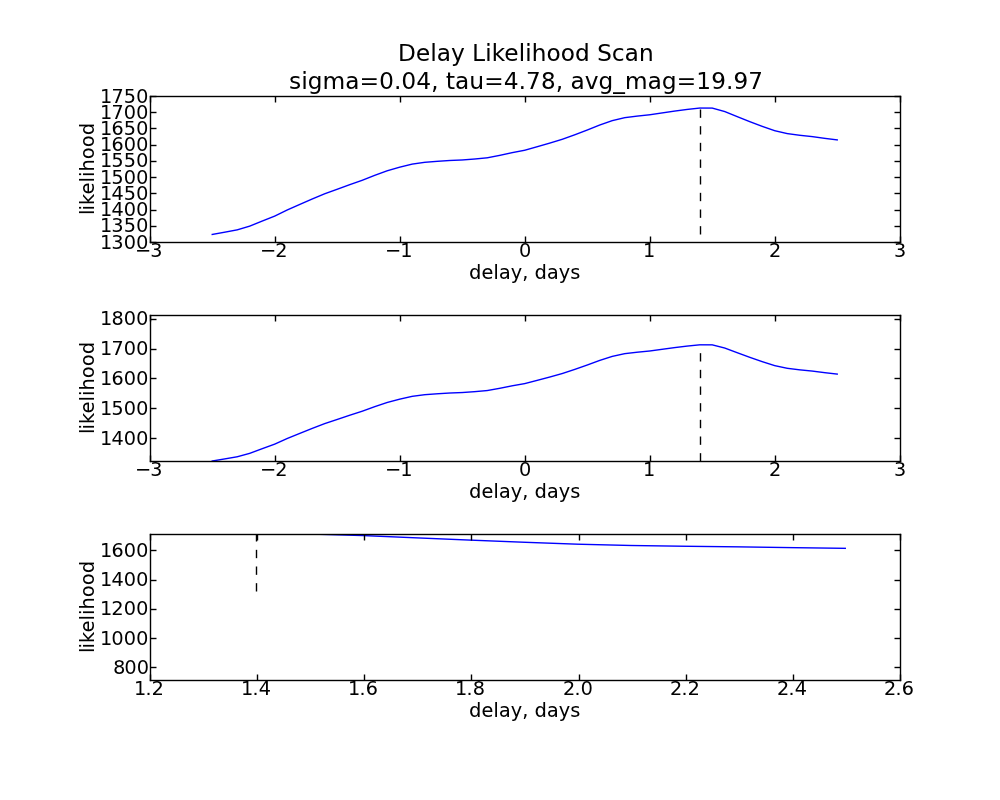 Delay Likelihood Scan
sigma=0.04, tau=4.78, avg_mag=19.97
1750
1700
1650
1600
1550
1500
1450
1400
1350
1300
likelihood
−3 −2 −1 0 1 2 3
delay, days
1800
1700
1600
1500
1400
likelihood
−3 −2 −1 0 1 2 3
delay, days
1600
1400
1200
1000
800
likelihood
1.2 1.4 1.6 1.8 2.0 2.2 2.4 2.6
delay, days